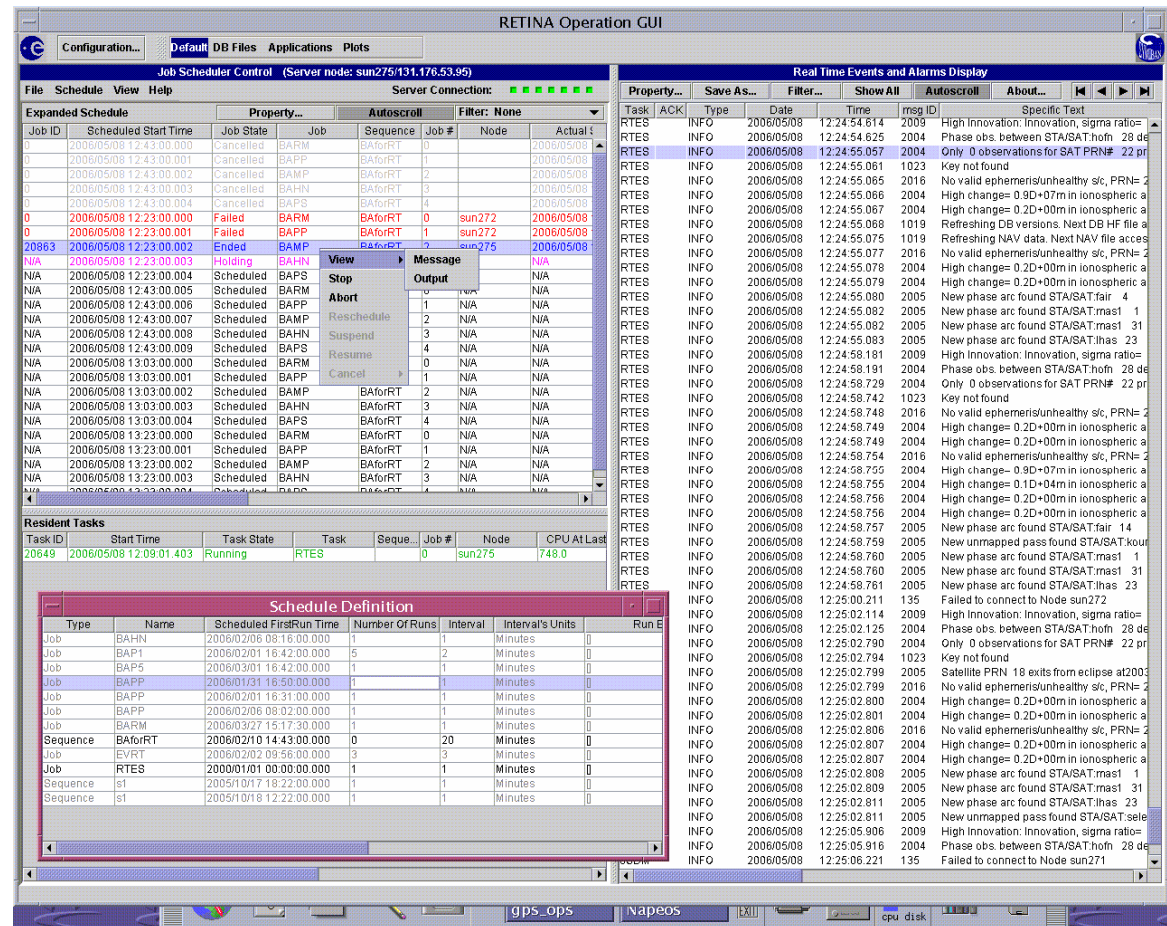 RETINA Operation GUI
Configuration... Default DB Files Applications Plots
Job Scheduler Control (Server node: sun275/131.176.53.95)
File Schedule View Help Server Connection:
Expanded Schedule Property... Autoscroll Filter: None
Job ID Scheduled Start Time Job State Job Sequence Job # Node Actual S
0 2006/05/08 12:43:00.000 Cancelled BARM BAforRT 0 2006/05/08
0 2006/05/08 12:43:00.001 Cancelled BAPP BAforRT 1 2006/05/08
0 2006/05/08 12:43:00.002 Cancelled BAMP BAforRT 2 2006/05/08
0 2006/05/08 12:43:00.003 Cancelled BAHN BAforRT 3 2006/05/08
0 2006/05/08 12:43:00.004 Cancelled BAPS BAforRT 4 2006/05/08
0 2006/05/08 12:23:00.000 Failed BARM BAforRT 0 sun272 2006/05/08
0 2006/05/08 12:23:00.001 Failed BAPP BAforRT 1 sun272 2006/05/08
20863 2006/05/08 12:23:00.002 Ended BAMP BAforRT 2 sun275 2006/05/08
N/A 2006/05/08 12:23:00.003 Holding BAHN N/A
N/A 2006/05/08 12:23:00.004 Scheduled BAPS
N/A 2006/05/08 12:43:00.005 Scheduled BARM 0 N/A N/A
N/A 2006/05/08 12:43:00.006 Scheduled BAPP 1 N/A N/A
N/A 2006/05/08 12:43:00.007 Scheduled BAMP 2 N/A N/A
N/A 2006/05/08 12:43:00.008 Scheduled BAHN 3 N/A N/A
N/A 2006/05/08 12:43:00.009 Scheduled BAPS 4 N/A N/A
N/A 2006/05/08 13:03:00.000 Scheduled BARM 0 N/A N/A
N/A 2006/05/08 13:03:00.001 Scheduled BAPP 1 N/A N/A
N/A 2006/05/08 13:03:00.002 Scheduled BAMP BAforRT 2 N/A N/A
N/A 2006/05/08 13:03:00.003 Scheduled BAHN BAforRT 3 N/A N/A
N/A 2006/05/08 13:03:00.004 Scheduled BAPS BAforRT 4 N/A N/A
N/A 2006/05/08 13:23:00.000 Scheduled BARM BAforRT 0 N/A N/A
N/A 2006/05/08 13:23:00.001 Scheduled BAPP BAforRT 1 N/A N/A
N/A 2006/05/08 13:23:00.002 Scheduled BAMP BAforRT 2 N/A N/A
N/A 2006/05/08 13:23:00.003 Scheduled BAHN BAforRT 3 N/A N/A
N/A 2006/05/08 13:23:00.004 Scheduled BAPS BAforRT 4 N/A N/A
View
Stop
Abort
Reschedule
Suspend
Resume
Cancel
Message
Output
Resident Tasks
Task ID Start Time Task State Task Seque... Job # Node CPU At Last
20649 2006/05/08 12:09:01.403 Running RTES 0 sun275 748.0
Schedule Definition
Type Name Scheduled FirstRun Time Number Of Runs Interval Interval's Units Run E
Job BAHN 2006/02/06 08:16:00.000 1 1 Minutes []
Job BAP1 2006/02/01 16:42:00.000 5 2 Minutes []
Job BAP5 2006/03/01 16:42:00.000 1 1 Minutes []
Job BAPP 2006/01/31 16:50:00.000 1 1 Minutes []
Job BAPP 2006/02/01 16:31:00.000 1 1 Minutes []
Job BAPP 2006/02/06 08:02:00.000 1 1 Minutes []
Job BARM 2006/03/27 15:17:30.000 1 1 Minutes []
Sequence BAforRT 2006/02/10 14:43:00.000 0 20 Minutes []
Job EVRT 2006/02/02 09:56:00.000 3 3 Minutes []
Job RTES 2000/01/01 00:00:00.000 1 1 Minutes []
Sequence s1 2005/10/17 18:22:00.000 1 1 Minutes []
Sequence s1 2005/10/18 12:22:00.000 1 1 Minutes []
Real Time Events and Alarms Display
Property... Save As... Filter... Show All Autoscroll About...
Task ACK Type Date Time msg ID Specific Text
RTES INFO 2006/05/08 12:24:54.614 2009 High Innovation: Innovation, sigma ratio=
RTES INFO 2006/05/08 12:24:54.625 2004 Phase obs. between STA/SAT:hofn 28 de
RTES INFO 2006/05/08 12:24:55.057 2004 Only 0 observations for SAT PRN# 22 pr
RTES INFO 2006/05/08 12:24:55.061 1023 Key not found
RTES INFO 2006/05/08 12:24:55.065 2016 No valid ephemeris/unhealthy s/c, PRN= 2
RTES INFO 2006/05/08 12:24:55.066 2004 High change= 0.9D+07m in ionospheric a
RTES INFO 2006/05/08 12:24:55.067 2004 High change= 0.2D+00m in ionospheric a
RTES INFO 2006/05/08 12:24:55.068 1019 Refreshing DB versions. Next DB HF file a
RTES INFO 2006/05/08 12:24:55.075 1019 Refreshing NAV data. Next NAV file acces
RTES INFO 2006/05/08 12:24:55.077 2016 No valid ephemeris/unhealthy s/c, PRN= 2
RTES INFO 2006/05/08 12:24:55.078 2004 High change= 0.2D+00m in ionospheric a
RTES INFO 2006/05/08 12:24:55.079 2004 High change= 0.2D+00m in ionospheric a
RTES INFO 2006/05/08 12:24:55.080 2005 New phase arc found STA/SAT:fair 4
RTES INFO 2006/05/08 12:24:55.082 2005 New phase arc found STA/SAT:mas1 1
RTES INFO 2006/05/08 12:24:55.082 2005 New phase arc found STA/SAT:mas1 31
RTES INFO 2006/05/08 12:24:55.083 2005 New phase arc found STA/SAT:lhas 23
RTES INFO 2006/05/08 12:24:58.181 2009 High Innovation: Innovation, sigma ratio=
RTES INFO 2006/05/08 12:24:58.191 2004 Phase obs. between STA/SAT:hofn 28 de
RTES INFO 2006/05/08 12:24:58.729 2004 Only 0 observations for SAT PRN# 22 pr
RTES INFO 2006/05/08 12:24:58.742 1023 Key not found
RTES INFO 2006/05/08 12:24:58.748 2016 No valid ephemeris/unhealthy s/c, PRN= 2
RTES INFO 2006/05/08 12:24:58.749 2004 High change= 0.2D+00m in ionospheric a
RTES INFO 2006/05/08 12:24:58.749 2004 High change= 0.2D+00m in ionospheric a
RTES INFO 2006/05/08 12:24:58.754 2016 No valid ephemeris/unhealthy s/c, PRN= 2
RTES INFO 2006/05/08 12:24:58.755 2004 High change= 0.9D+07m in ionospheric a
RTES INFO 2006/05/08 12:24:58.755 2004 High change= 0.1D+04m in ionospheric a
RTES INFO 2006/05/08 12:24:58.756 2004 High change= 0.2D+00m in ionospheric a
RTES INFO 2006/05/08 12:24:58.756 2004 High change= 0.2D+00m in ionospheric a
RTES INFO 2006/05/08 12:24:58.757 2005 New phase arc found STA/SAT:fair 14
RTES INFO 2006/05/08 12:24:58.759 2005 New unmapped pass found STA/SAT:kour
RTES INFO 2006/05/08 12:24:58.760 2005 New phase arc found STA/SAT:mas1 1
RTES INFO 2006/05/08 12:24:58.760 2005 New phase arc found STA/SAT:mas1 31
RTES INFO 2006/05/08 12:24:58.761 2005 New phase arc found STA/SAT:lhas 23
INFO 2006/05/08 12:25:00.211 135 Failed to connect to Node sun272
INFO 2006/05/08 12:25:02.114 2009 High Innovation: Innovation, sigma ratio=
INFO 2006/05/08 12:25:02.125 2004 Phase obs. between STA/SAT:hofn 28 de
INFO 2006/05/08 12:25:02.790 2004 Only 0 observations for SAT PRN# 22 pr
INFO 2006/05/08 12:25:02.794 1023 Key not found
INFO 2006/05/08 12:25:02.799 2005 Satellite PRN 18 exits from eclipse at2003
INFO 2006/05/08 12:25:02.799 2016 No valid ephemeris/unhealthy s/c, PRN= 2
INFO 2006/05/08 12:25:02.800 2004 High change= 0.2D+00m in ionospheric a
INFO 2006/05/08 12:25:02.801 2004 High change= 0.2D+00m in ionospheric a
INFO 2006/05/08 12:25:02.806 2016 No valid ephemeris/unhealthy s/c, PRN= 2
INFO 2006/05/08 12:25:02.807 2004 High change= 0.2D+00m in ionospheric a
INFO 2006/05/08 12:25:02.807 2004 High change= 0.2D+00m in ionospheric a
INFO 2006/05/08 12:25:02.808 2005 New phase arc found STA/SAT:mas1 1
INFO 2006/05/08 12:25:02.809 2005 New phase arc found STA/SAT:mas1 31
INFO 2006/05/08 12:25:02.811 2005 New phase arc found STA/SAT:lhas 23
INFO 2006/05/08 12:25:02.811 2005 New unmapped pass found STA/SAT:sele
INFO 2006/05/08 12:25:05.906 2009 High Innovation: Innovation, sigma ratio=
INFO 2006/05/08 12:25:05.916 2004 Phase obs. between STA/SAT:hofn 28 de
INFO 2006/05/08 12:25:06.221 135 Failed to connect to Node sun271
gps_ops Napeos EXIT cpu disk